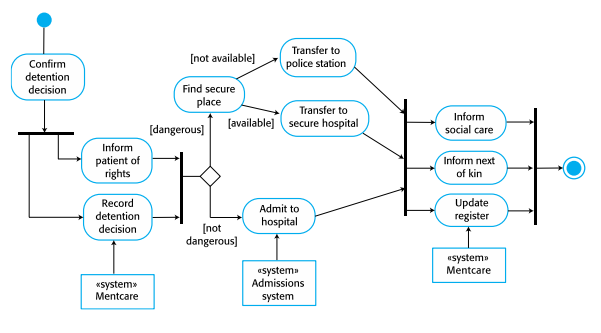 Confirm
detention
decision
Inform
patient of
rights
Record
detention
decision
«system»
Mentcare
[dangerous]
[not
dangerous]
Find secure
place
[not available]
[available]
Transfer to
police station
Transfer to
secure hospital
Admit to
hospital
«system»
Admissions
system
Inform
social care
Inform next
of kin
Update
register
«system»
Mentcare